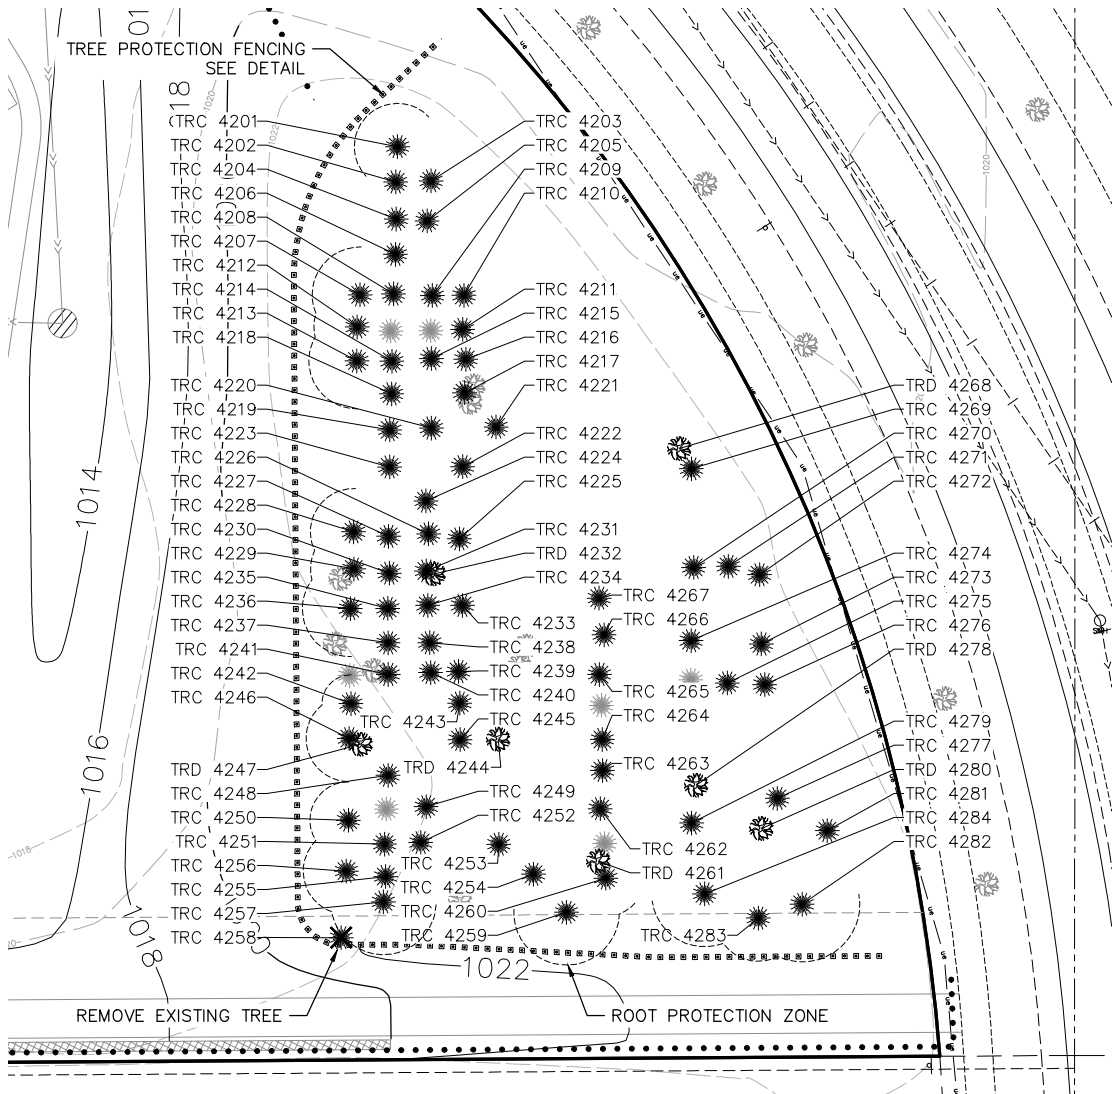 TREE PROTECTION FENCING
SEE DETAIL
TRC 4201
TRC 4202
TRC 4204
TRC 4206
TRC 4208
TRC 4207
TRC 4212
TRC 4214
TRC 4213
TRC 4218
TRC 4220
TRC 4219
TRC 4223
TRC 4226
TRC 4227
TRC 4228
TRC 4230
TRC 4229
TRC 4235
TRC 4236
TRC 4237
TRC 4241
TRC 4242
TRC 4246
TRD 4247
TRC 4248
TRC 4250
TRC 4251
TRC 4256
TRC 4255
TRC 4257
TRC 4258
TRC 4203
TRC 4205
TRC 4209
TRC 4210
TRC 4211
TRC 4215
TRC 4216
TRC 4217
TRC 4221
TRC 4222
TRC 4224
TRC 4225
TRC 4231
TRD 4232
TRC 4234
TRC 4233
TRC 4238
TRC 4239
TRC 4240
TRC 4243
TRC 4245
TRD 4244
TRC 4249
TRC 4252
TRC 4253
TRC 4254
TRC 4260
TRC 4259
TRC 4267
TRC 4266
TRC 4265
TRC 4264
TRC 4263
TRC 4262
TRD 4261
TRC 4283
TRD 4268
TRC 4269
TRC 4270
TRC 4271
TRC 4272
TRC 4274
TRC 4273
TRC 4275
TRC 4276
TRD 4278
TRC 4279
TRC 4277
TRD 4280
TRC 4281
TRC 4284
TRC 4282
1014
1016
1018
1022
1018
1020
1022
1020
REMOVE EXISTING TREE
ROOT PROTECTION ZONE